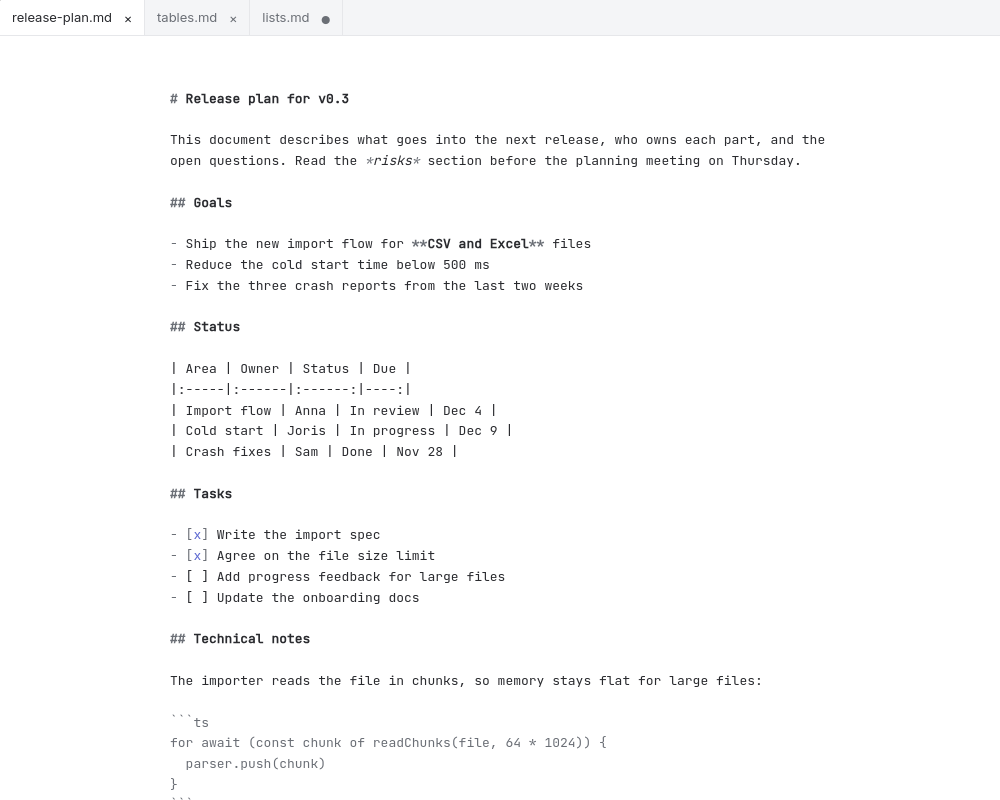 release-plan.md ×
tables.md ×
lists.md ●
# Release plan for v0.3
This document describes what goes into the next release, who owns each part, and the
open questions. Read the *risks* section before the planning meeting on Thursday.
## Goals
- Ship the new import flow for **CSV and Excel** files
- Reduce the cold start time below 500 ms
- Fix the three crash reports from the last two weeks
## Status
| Area | Owner | Status | Due |
|:-----|:------|:------:|----:|
| Import flow | Anna | In review | Dec 4 |
| Cold start | Joris | In progress | Dec 9 |
| Crash fixes | Sam | Done | Nov 28 |
## Tasks
- [x] Write the import spec
- [x] Agree on the file size limit
- [ ] Add progress feedback for large files
- [ ] Update the onboarding docs
## Technical notes
The importer reads the file in chunks, so memory stays flat for large files:
```ts
for await (const chunk of readChunks(file, 64 * 1024)) {
  parser.push(chunk)
}
```